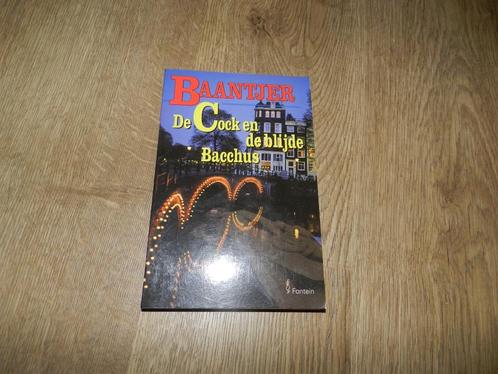 BAANTJER
De Cock en
de blijde
Bacchus
Fontein